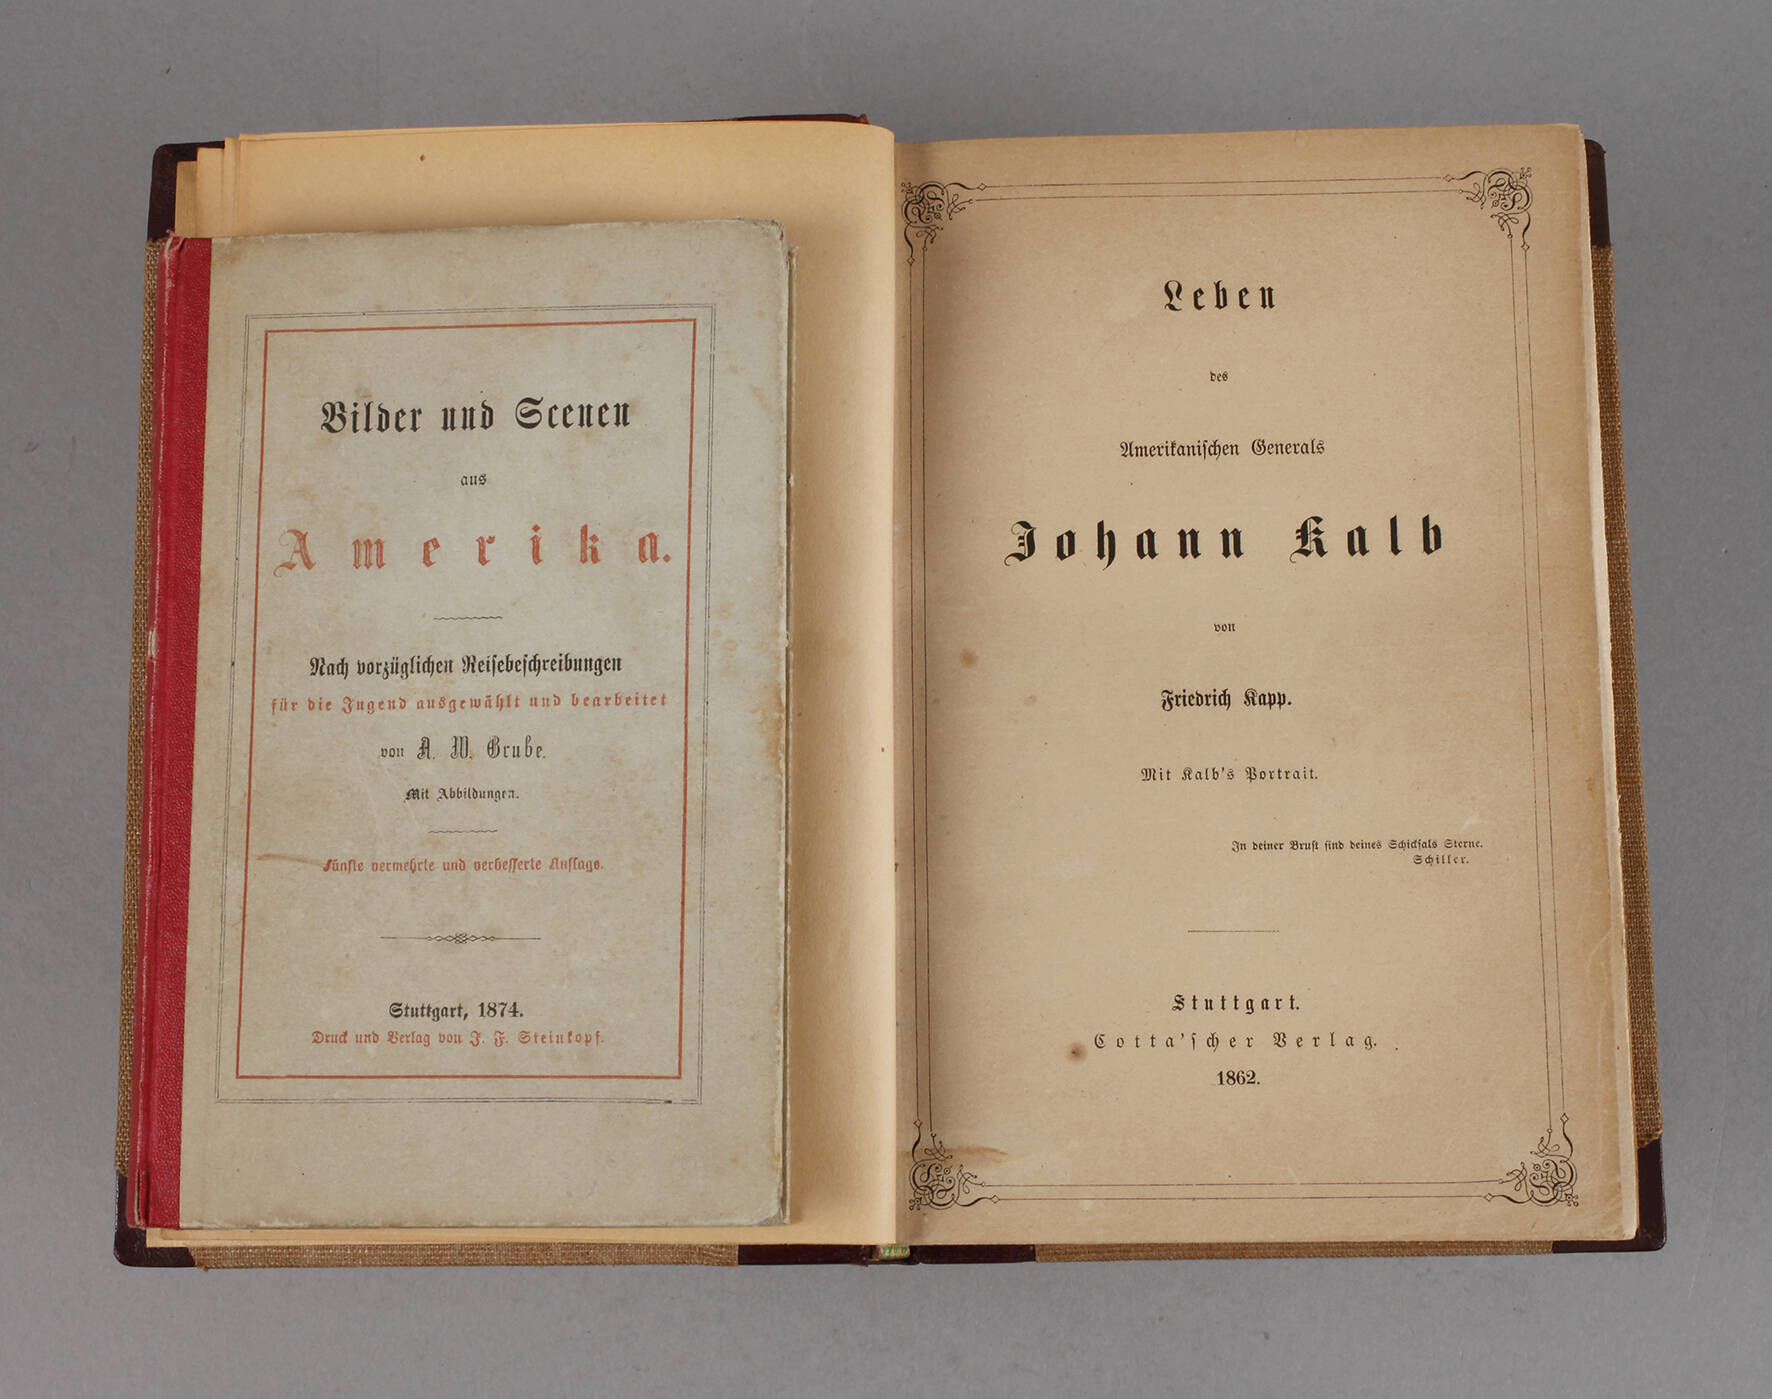 Bilder und Scenen
aus
Amerika.
Nach vorzüglichen Reisebeschreibungen
für die Jugend ausgewählt und bearbeitet
von A. W. Grube.
Mit Abbildungen.
Fünfte vermehrte und verbesserte Auflage.
Stuttgart, 1874.
Druck und Verlag von J. F. Steinkopf.
Leben
des
Amerikanischen Generals
Johann Kalb
von
Friedrich Kapp.
Mit Kalb's Portrait.
In deiner Brust sind deines Schicksals Sterne.
Schiller.
Stuttgart.
Cotta'scher Verlag.
1862.